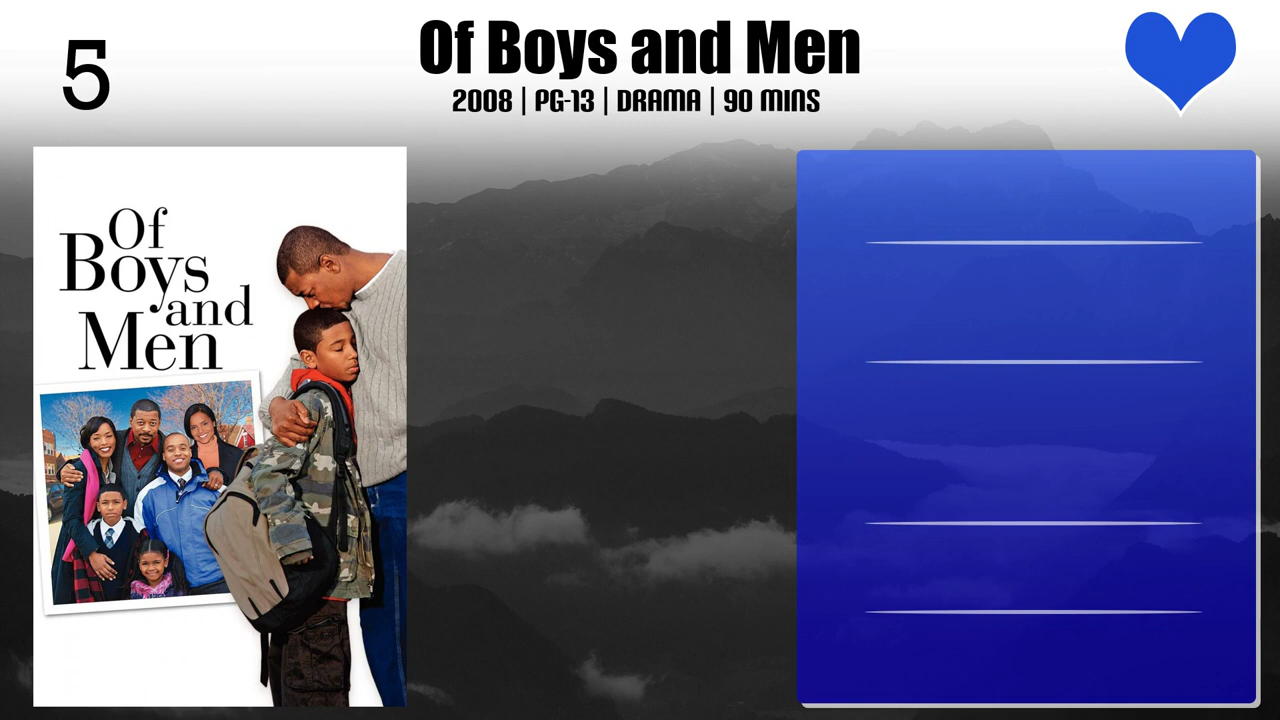 5
Of Boys and Men
2008 | PG-13 | DRAMA | 90 MINS
Of
Boys
and
Men